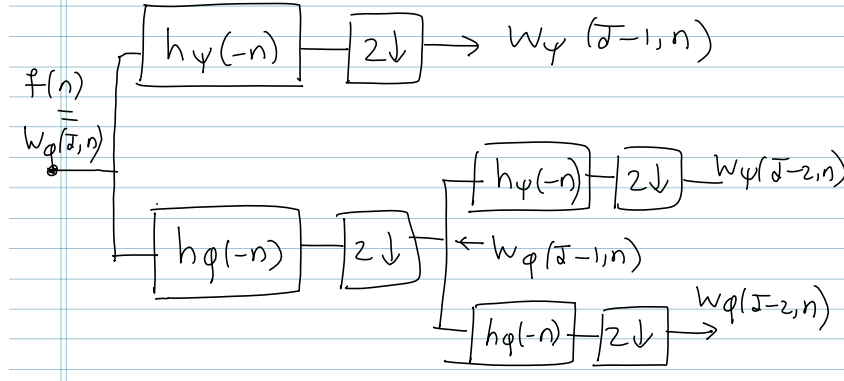 hψ(-n) 2↓ → Wψ (J-1, n)
f(n)
=
Wφ(J, n)
hψ(-n) 2↓ Wψ(J-2, n)
hφ(-n) 2↓ ← Wφ(J-1, n)
Wφ(J-2, n)
hφ(-n) 2↓